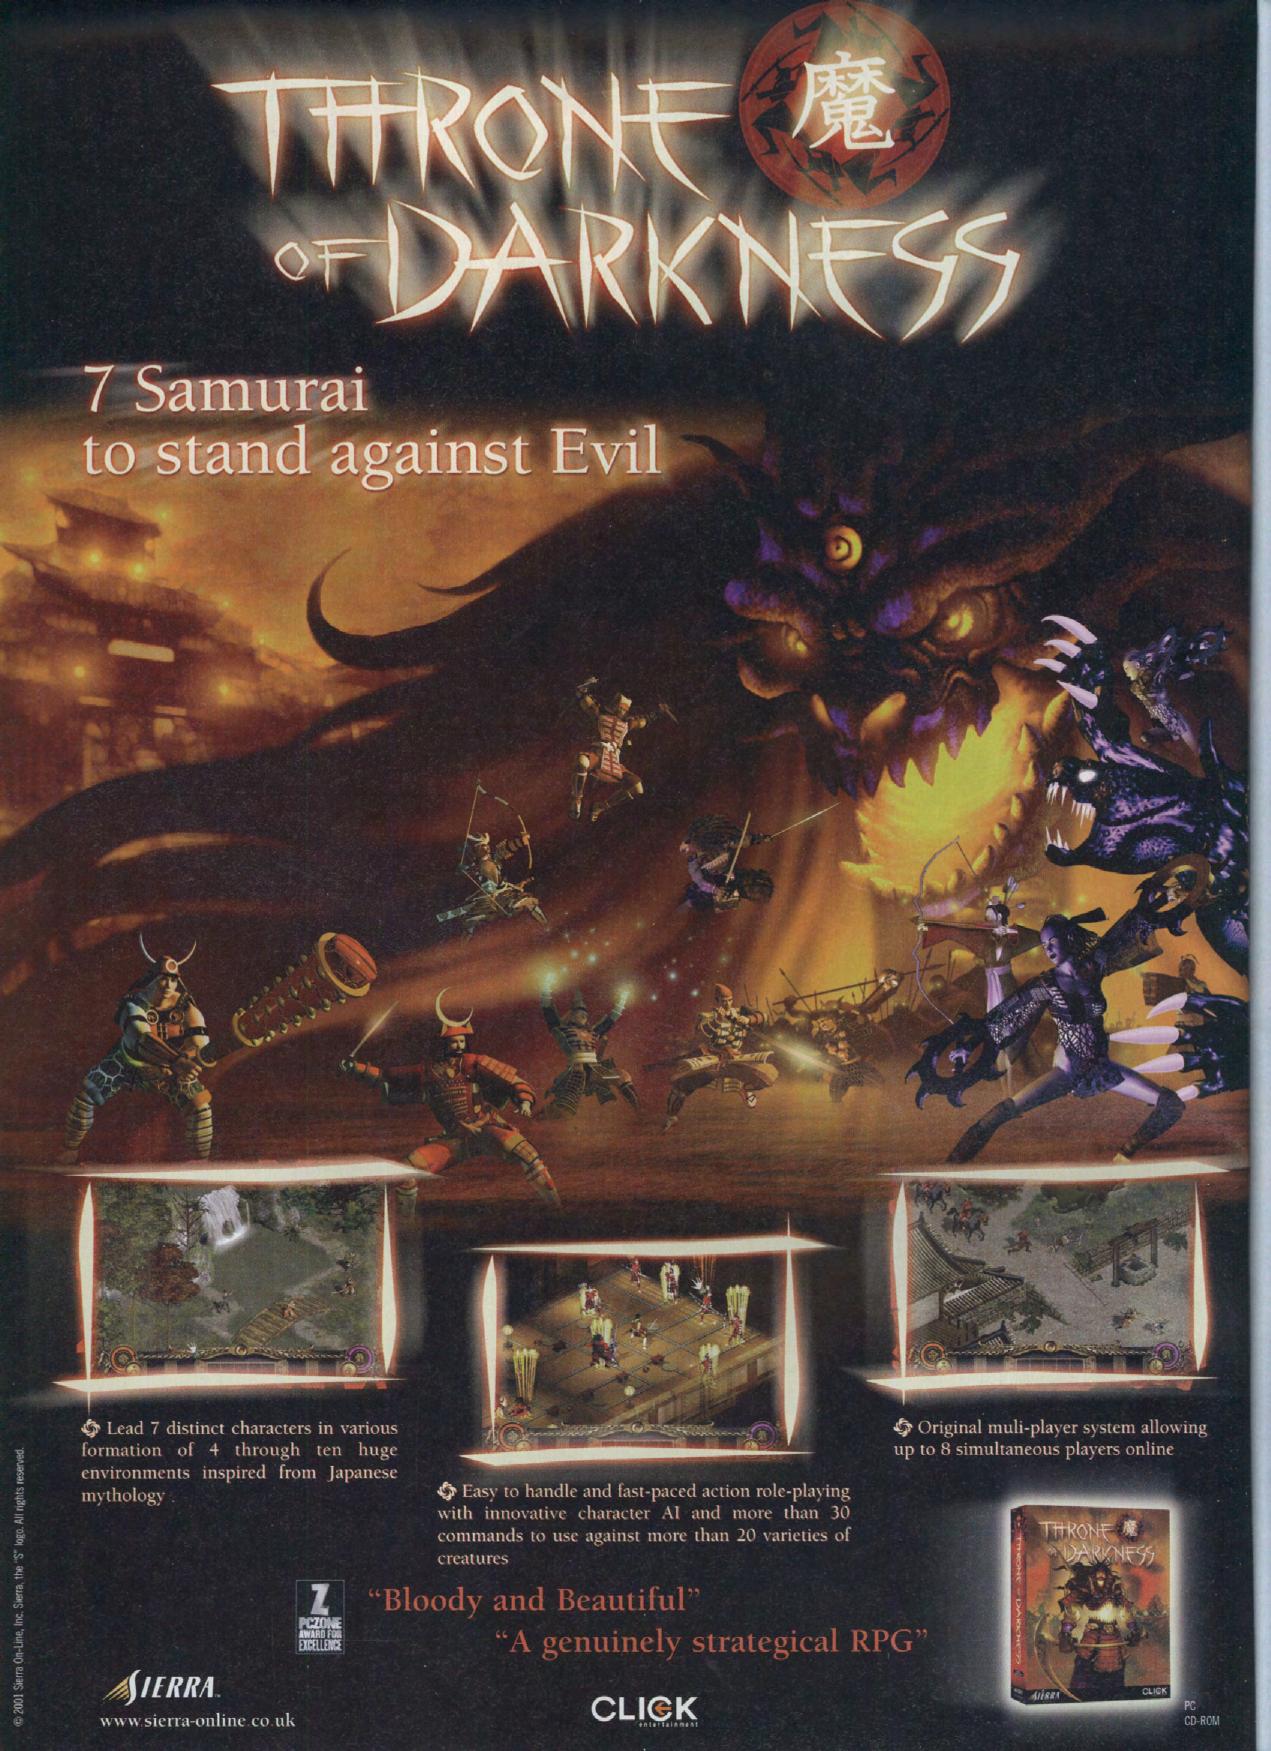 THRONE
魔
OF DARKNESS
7 Samurai
to stand against Evil
Lead 7 distinct characters in various
formation of 4 through ten huge
environments inspired from Japanese
mythology .
Easy to handle and fast-paced action role-playing
with innovative character AI and more than 30
commands to use against more than 20 varieties of
creatures
Original muli-player system allowing
up to 8 simultaneous players online
Z
PCZONE
AWARD FOR
EXCELLENCE
“Bloody and Beautiful”
“A genuinely strategical RPG”
THRONE 魔
OF DARKNESS
THRONE OF DARKNESS
SIERRA
CLICK
PC
CD-ROM
SIERRA™
www.sierra-online.co.uk
CLICK
entertainment
© 2001 Sierra On-Line, Inc. Sierra, the "S" logo. All rights reserved.